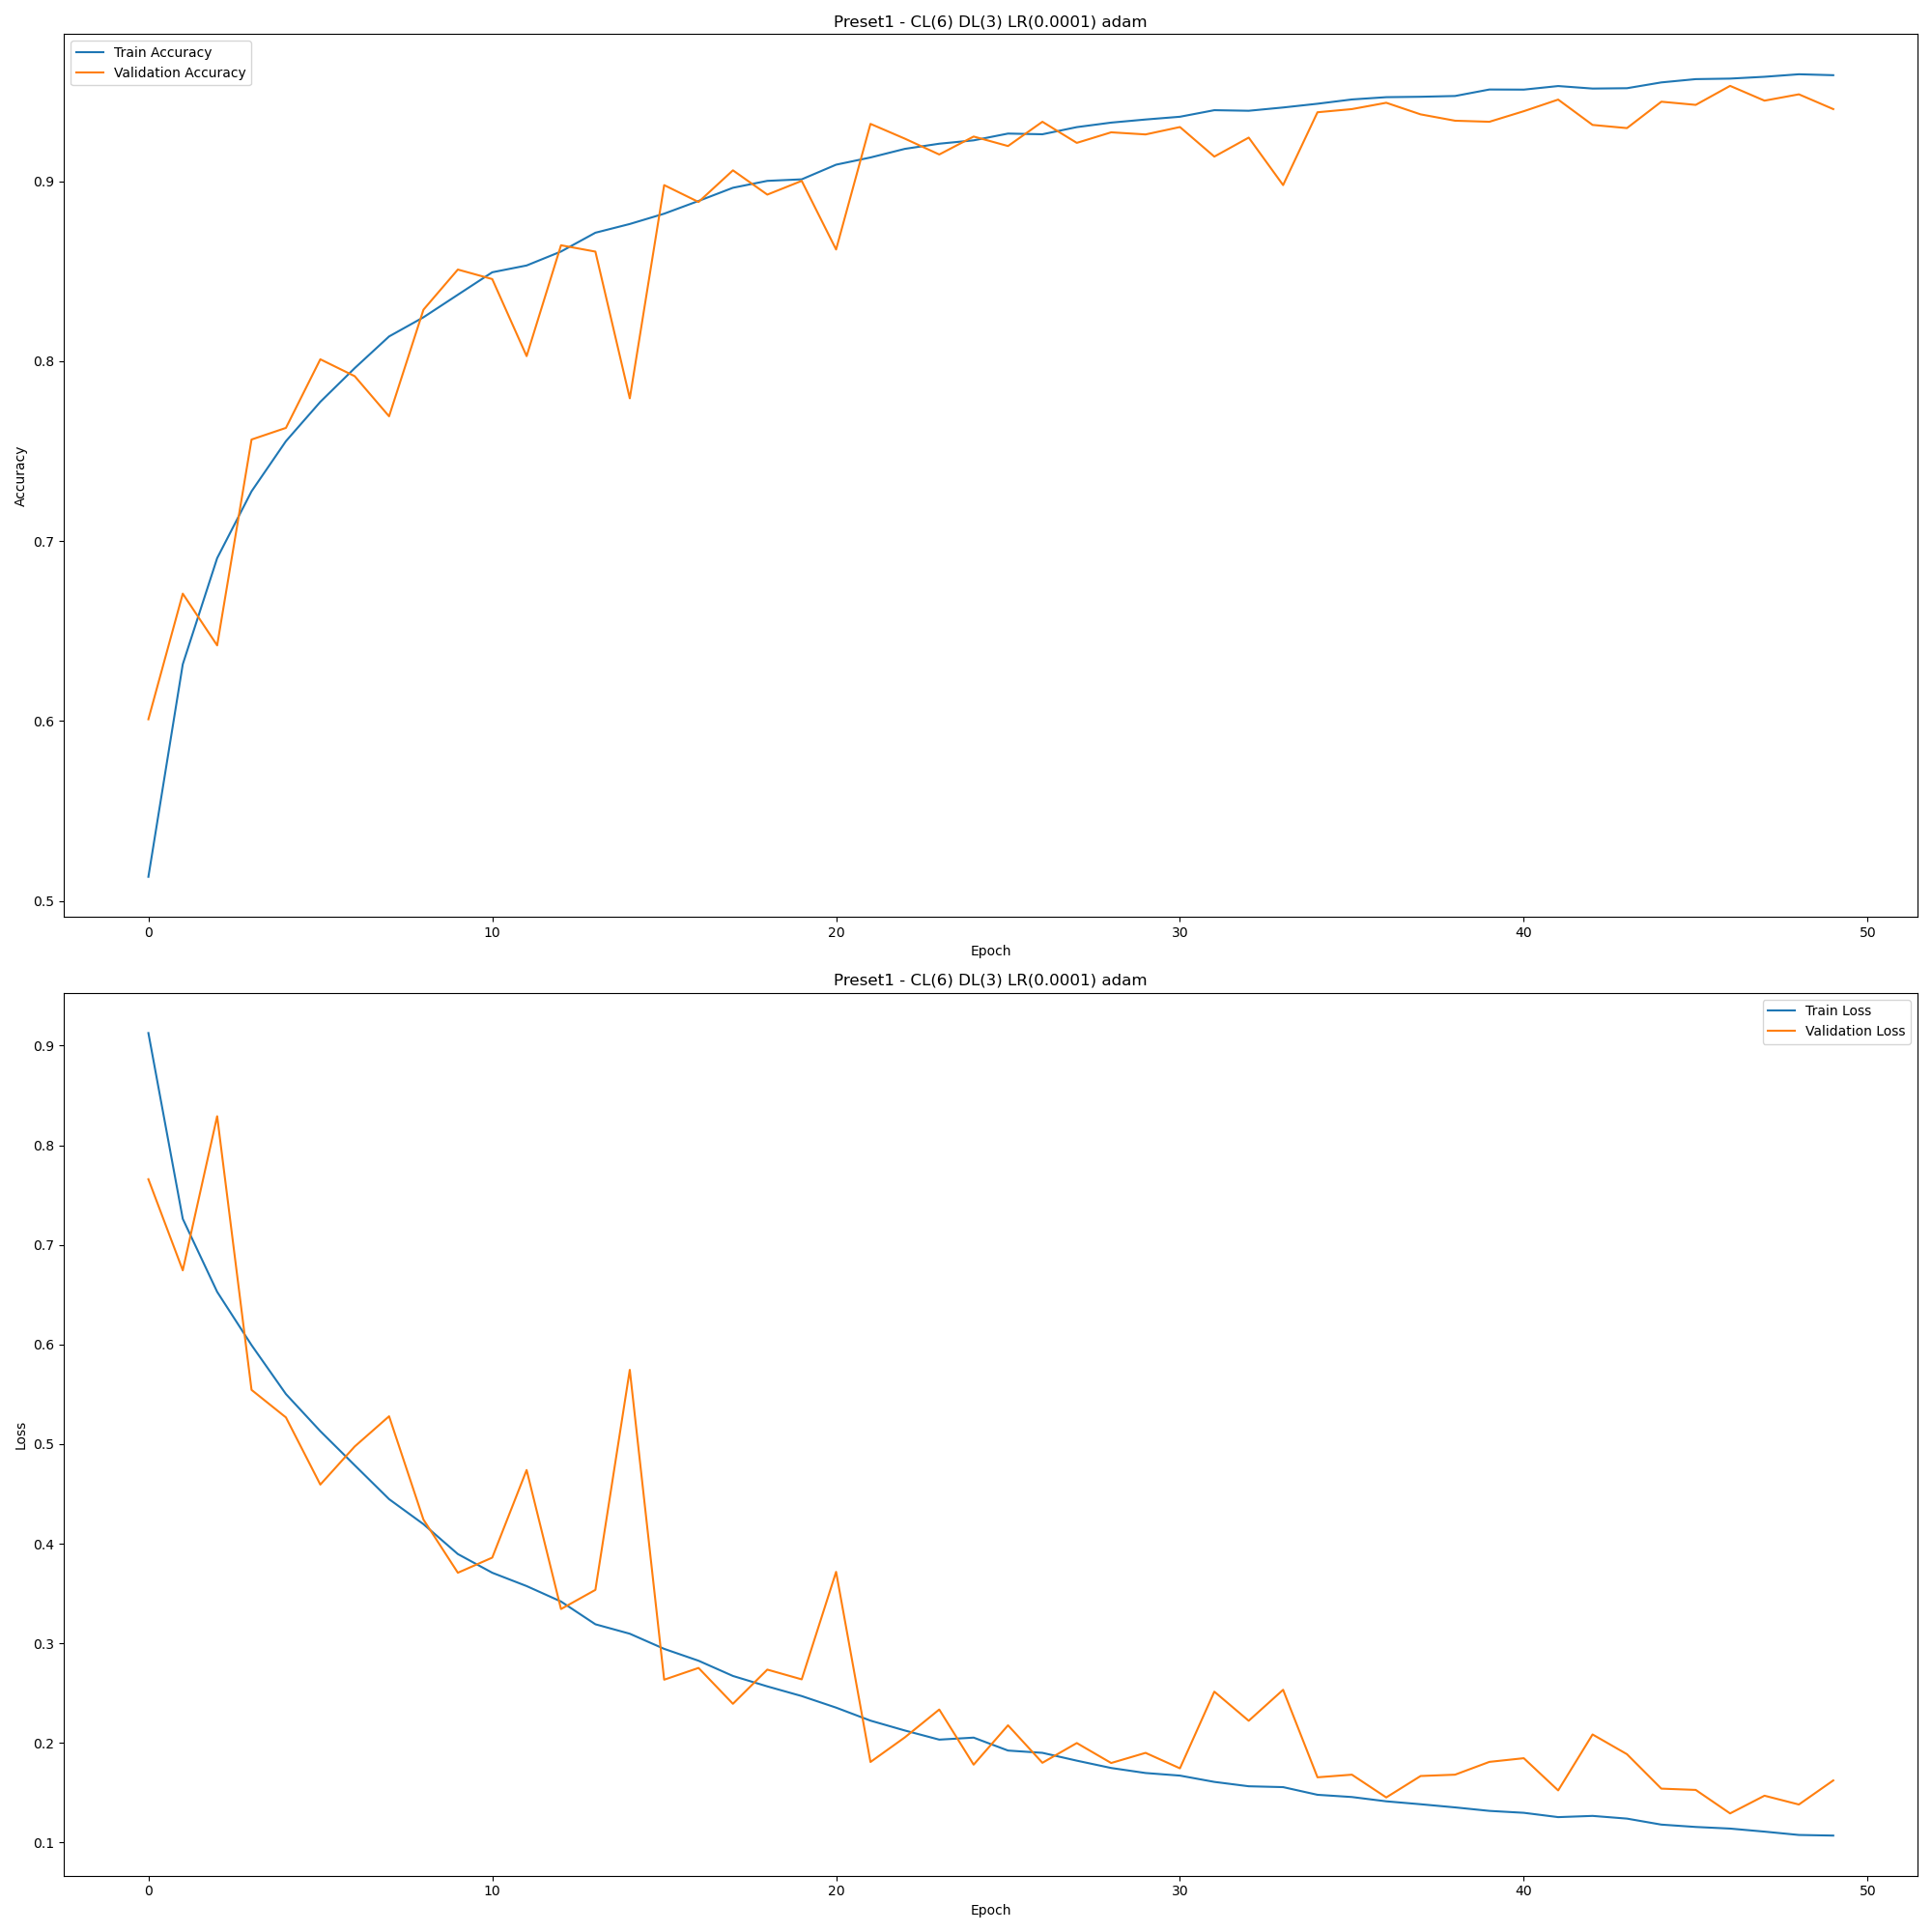 Preset1 - CL(6) DL(3) LR(0.0001) adam
Train Accuracy
Validation Accuracy
0.9
0.8
0.7
0.6
0.5
Accuracy
0 10 20 30 40 50
Epoch
Preset1 - CL(6) DL(3) LR(0.0001) adam
Train Loss
Validation Loss
0.9
0.8
0.7
0.6
0.5
0.4
0.3
0.2
0.1
Loss
0 10 20 30 40 50
Epoch